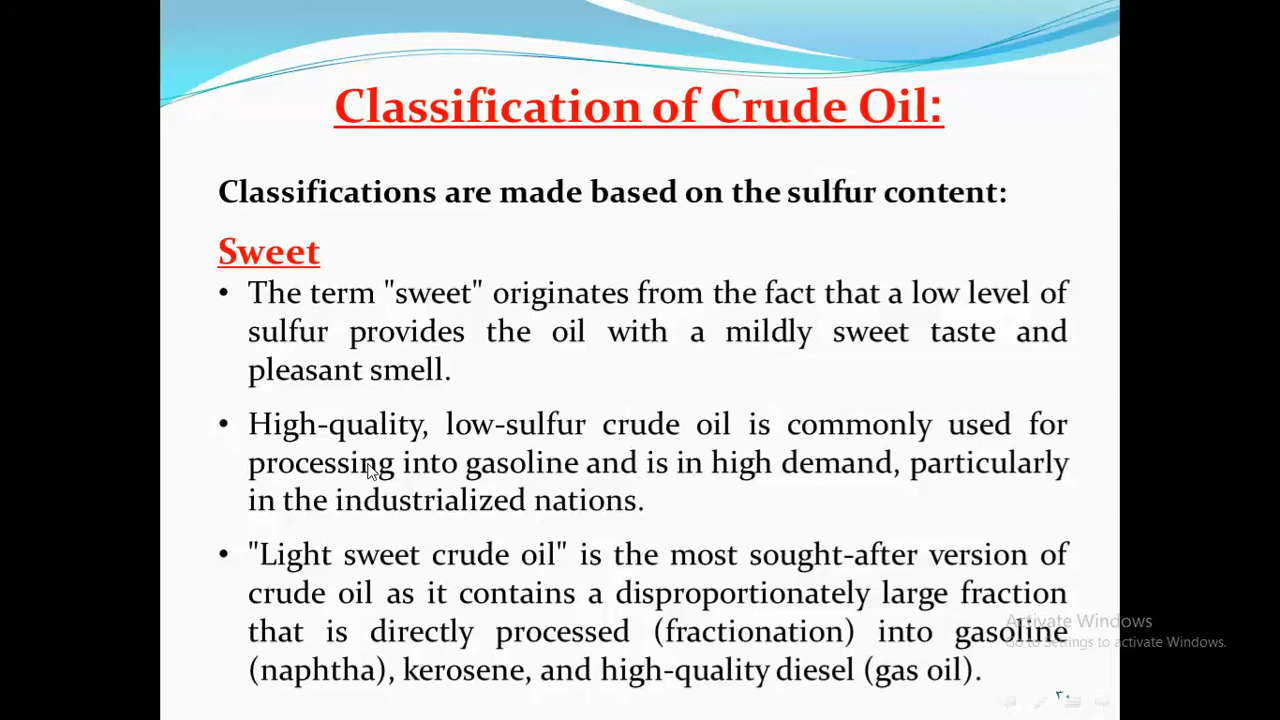 Classification of Crude Oil:
Classifications are made based on the sulfur content:
Sweet
• The term "sweet" originates from the fact that a low level of
sulfur provides the oil with a mildly sweet taste and
pleasant smell.
• High-quality, low-sulfur crude oil is commonly used for
processing into gasoline and is in high demand, particularly
in the industrialized nations.
• "Light sweet crude oil" is the most sought-after version of
crude oil as it contains a disproportionately large fraction
that is directly processed (fractionation) into gasoline
(naphtha), kerosene, and high-quality diesel (gas oil).
Activate Windows
Go to Settings to activate Windows.
٣٠